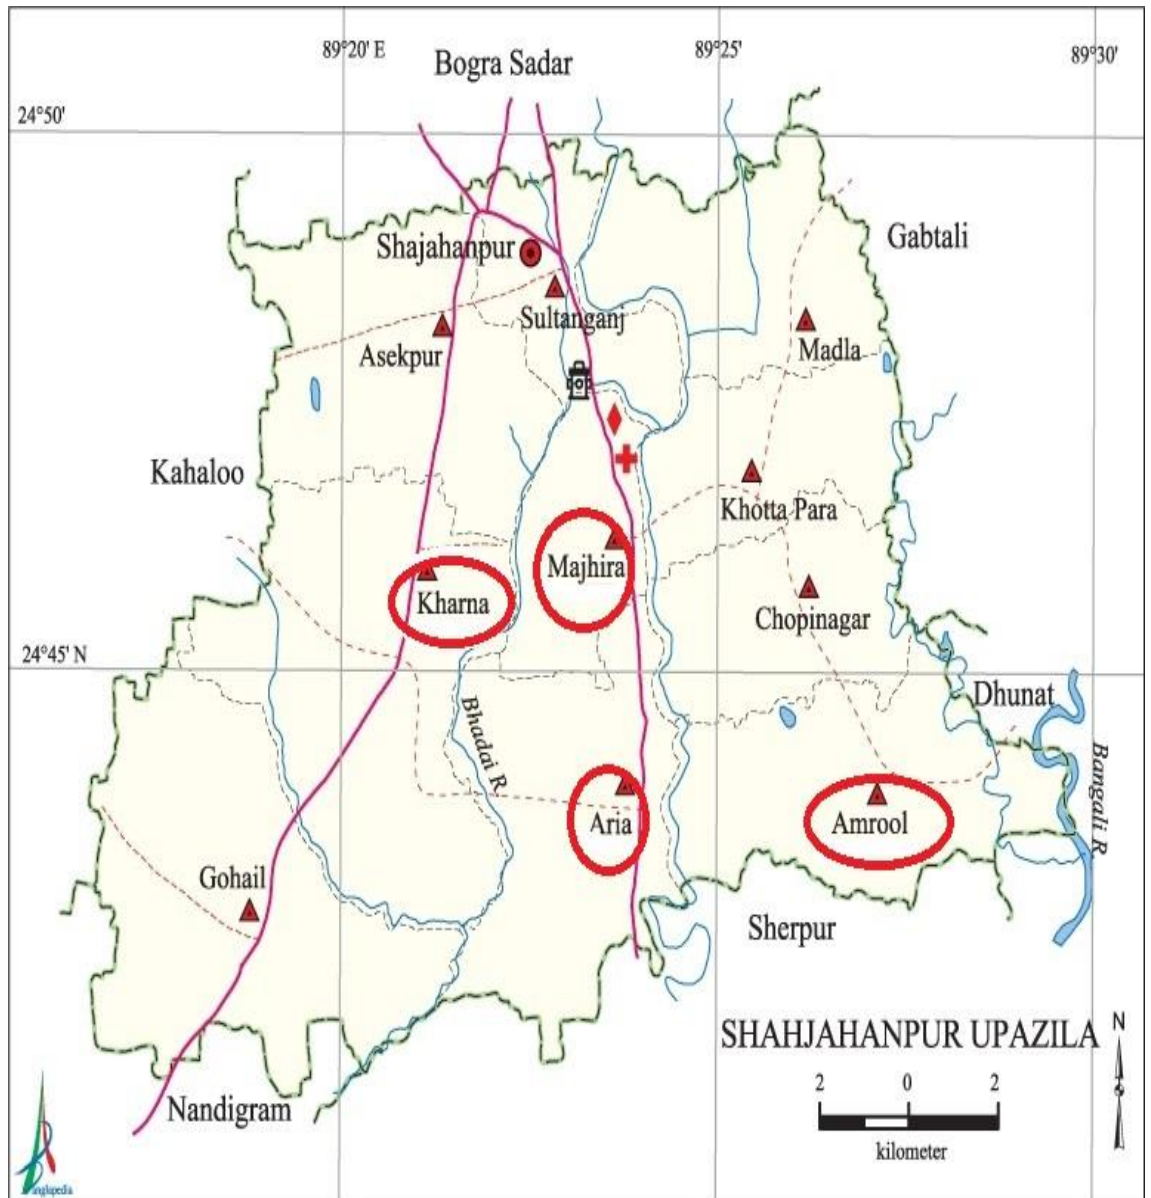 89°20' E
89°25'
89°30'
Bogra Sadar
24°50'
Gabtali
Shajahanpur
Sultanganj
Madla
Asekpur
Kahaloo
Khotta Para
Majhira
Kharna
Chopinagar
24°45' N
Dhunat
Bhadai R
Bangali R
Aria
Amrool
Gohail
Sherpur
SHAHJAHANPUR UPAZILA
N
2 0 2
kilometer
Nandigram
anglapedia